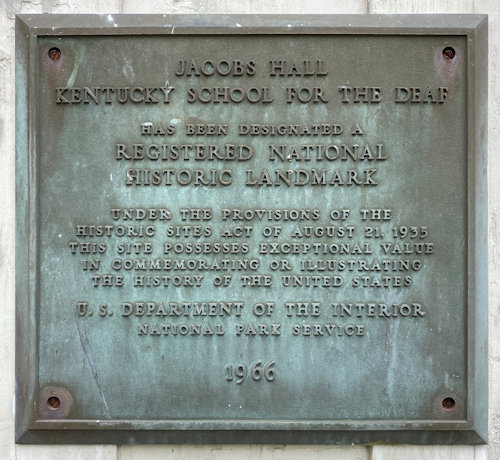 JACOBS HALL
KENTUCKY SCHOOL FOR THE DEAF
HAS BEEN DESIGNATED A
REGISTERED NATIONAL
HISTORIC LANDMARK
UNDER THE PROVISIONS OF THE
HISTORIC SITES ACT OF AUGUST 21, 1935
THIS SITE POSSESSES EXCEPTIONAL VALUE
IN COMMEMORATING OR ILLUSTRATING
THE HISTORY OF THE UNITED STATES
U. S. DEPARTMENT OF THE INTERIOR
NATIONAL PARK SERVICE
1966